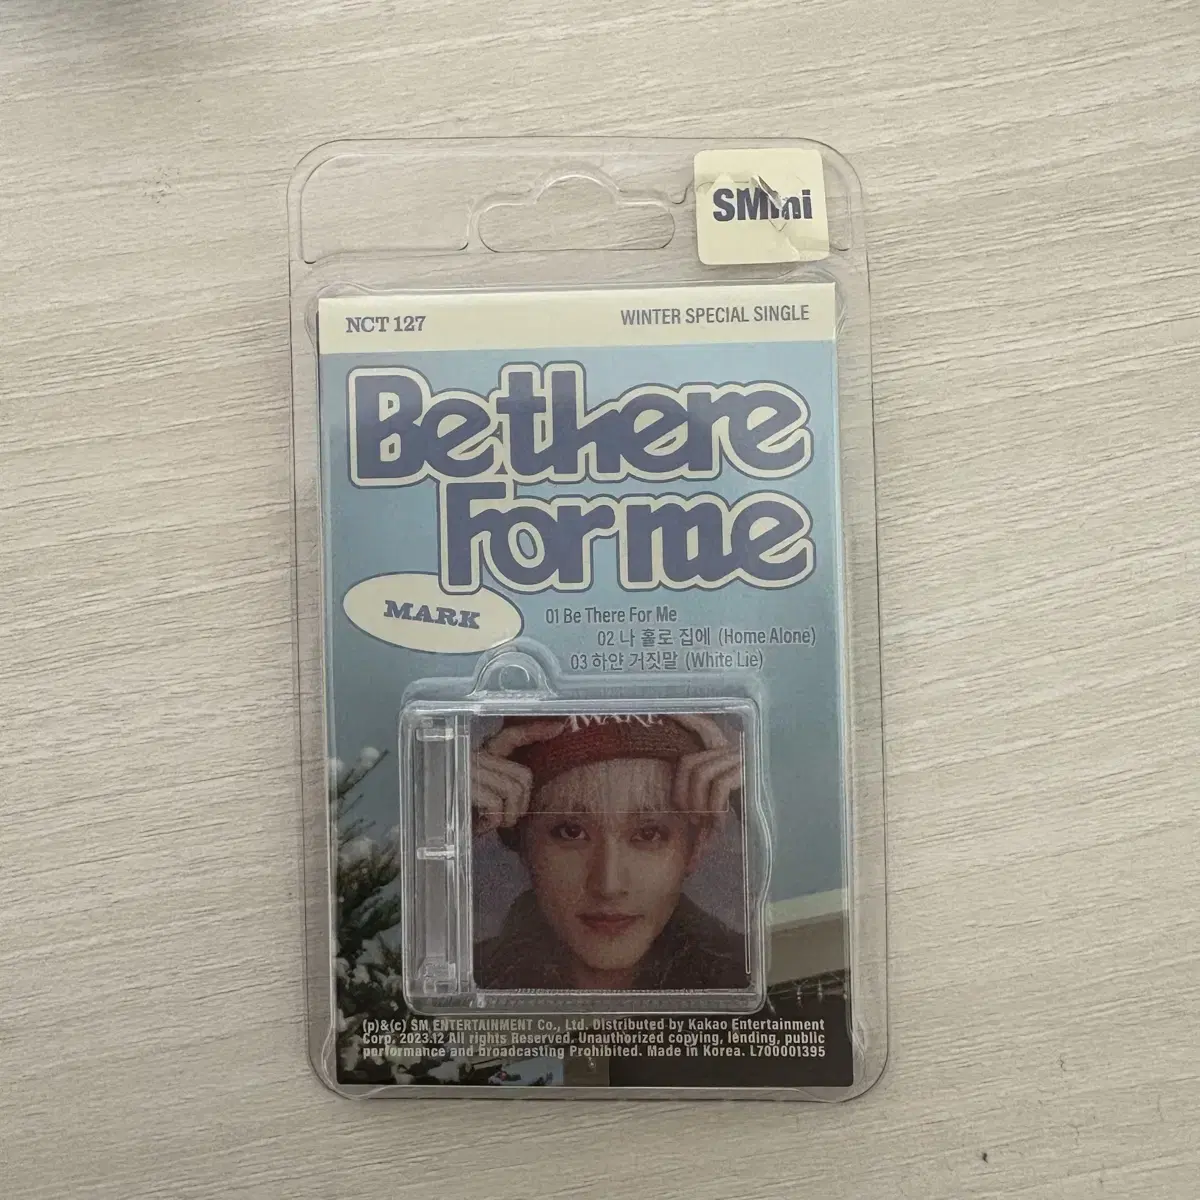 SMini
NCT 127
WINTER SPECIAL SINGLE
Be there
For me
MARK
01 Be There For Me
02 나 홀로 집에 (Home Alone)
03 하얀 거짓말 (White Lie)
AWAKE
(p)&(c) SM ENTERTAINMENT Co., Ltd. Distributed by Kakao Entertainment
Corp. 2023.12 All rights Reserved. Unauthorized copying, lending, public
performance and broadcasting Prohibited. Made in Korea. L700001395